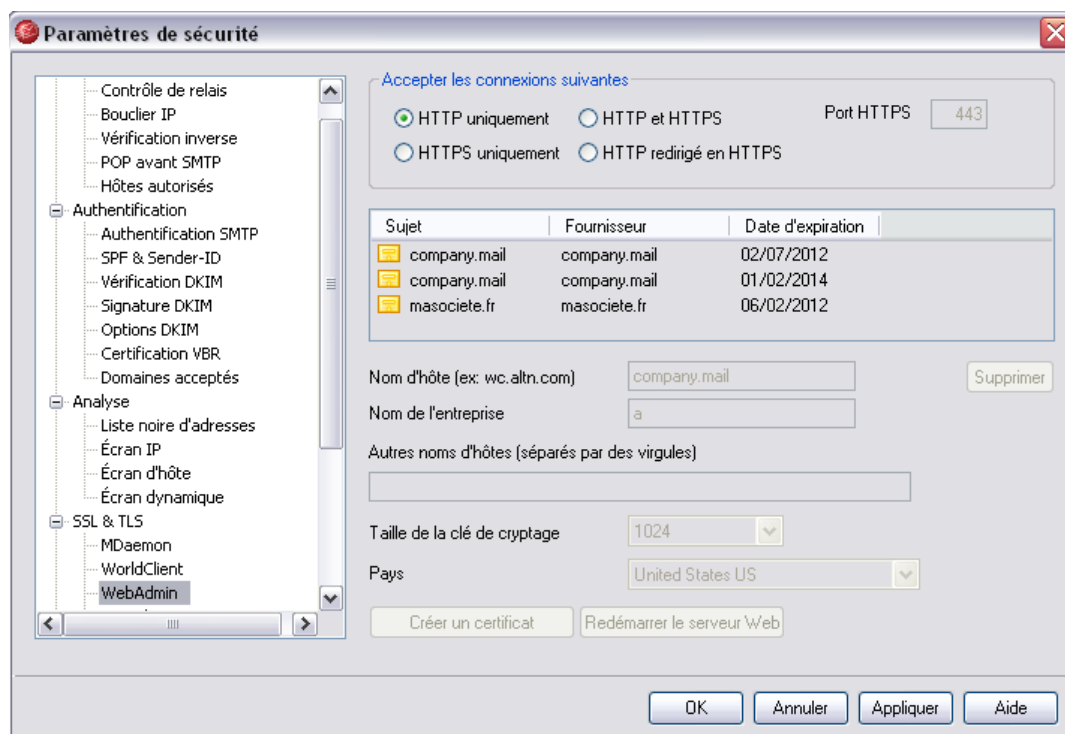 Paramètres de sécurité
Contrôle de relais
Bouclier IP
Vérification inverse
POP avant SMTP
Hôtes autorisés
Authentification
Authentification SMTP
SPF & Sender-ID
Vérification DKIM
Signature DKIM
Options DKIM
Certification VBR
Domaines acceptés
Analyse
Liste noire d'adresses
Écran IP
Écran d'hôte
Écran dynamique
SSL & TLS
MDaemon
WorldClient
WebAdmin
Accepter les connexions suivantes
HTTP uniquement HTTP et HTTPS Port HTTPS 443
HTTPS uniquement HTTP redirigé en HTTPS
Sujet Fournisseur Date d'expiration
company.mail company.mail 02/07/2012
company.mail company.mail 01/02/2014
masociete.fr masociete.fr 06/02/2012
Nom d'hôte (ex: wc.altn.com) company.mail Supprimer
Nom de l'entreprise a
Autres noms d'hôtes (séparés par des virgules)
Taille de la clé de cryptage 1024
Pays United States US
Créer un certificat Redémarrer le serveur Web
OK Annuler Appliquer Aide